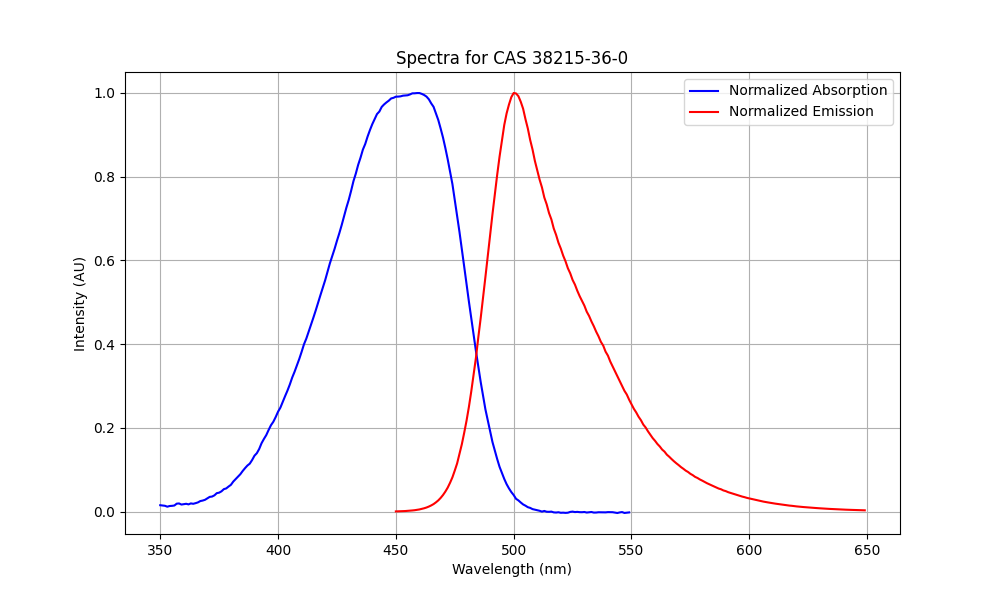 Spectra for CAS 38215-36-0
Normalized Absorption
Normalized Emission
1.0
0.8
0.6
0.4
0.2
0.0
Intensity (AU)
350 400 450 500 550 600 650
Wavelength (nm)